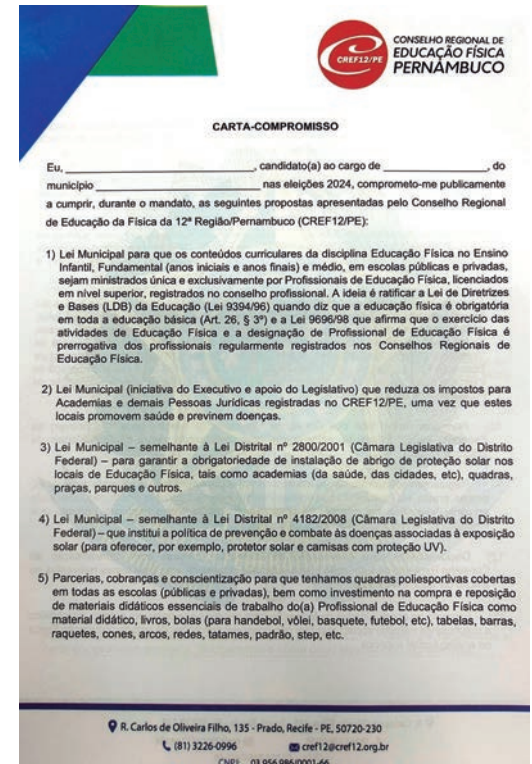 CREF12/PE
CONSELHO REGIONAL DE
EDUCAÇÃO FÍSICA
PERNAMBUCO
CARTA-COMPROMISSO
Eu, ____________________, candidato(a) ao cargo de ____________, do
município ____________________ nas eleições 2024, comprometo-me publicamente
a cumprir, durante o mandato, as seguintes propostas apresentadas pelo Conselho Regional
de Educação da Física da 12ª Região/Pernambuco (CREF12/PE):
1) Lei Municipal para que os conteúdos curriculares da disciplina Educação Física no Ensino
Infantil, Fundamental (anos iniciais e anos finais) e médio, em escolas públicas e privadas,
sejam ministrados única e exclusivamente por Profissionais de Educação Física, licenciados
em nível superior, registrados no conselho profissional. A ideia é ratificar a Lei de Diretrizes
e Bases (LDB) da Educação (Lei 9394/96) quando diz que a educação física é obrigatória
em toda a educação básica (Art. 26, § 3º) e a Lei 9696/98 que afirma que o exercício das
atividades de Educação Física e a designação de Profissional de Educação Física é
prerrogativa dos profissionais regularmente registrados nos Conselhos Regionais de
Educação Física.
2) Lei Municipal (iniciativa do Executivo e apoio do Legislativo) que reduza os impostos para
Academias e demais Pessoas Jurídicas registradas no CREF12/PE, uma vez que estes
locais promovem saúde e previnem doenças.
3) Lei Municipal – semelhante à Lei Distrital nº 2800/2001 (Câmara Legislativa do Distrito
Federal) – para garantir a obrigatoriedade de instalação de abrigo de proteção solar nos
locais de Educação Física, tais como academias (da saúde, das cidades, etc), quadras,
praças, parques e outros.
4) Lei Municipal – semelhante à Lei Distrital nº 4182/2008 (Câmara Legislativa do Distrito
Federal) – que institui a política de prevenção e combate às doenças associadas à exposição
solar (para oferecer, por exemplo, protetor solar e camisas com proteção UV).
5) Parcerias, cobranças e conscientização para que tenhamos quadras poliesportivas cobertas
em todas as escolas (públicas e privadas), bem como investimento na compra e reposição
de materiais didáticos essenciais de trabalho do(a) Profissional de Educação Física como
material didático, livros, bolas (para handebol, vôlei, basquete, futebol, etc), tabelas, barras,
raquetes, cones, arcos, redes, tatames, padrão, step, etc.
R. Carlos de Oliveira Filho, 135 - Prado, Recife - PE, 50720-230
(81) 3226-0996 cref12@cref12.org.br
CNPJ: 03.956.986/0001-66